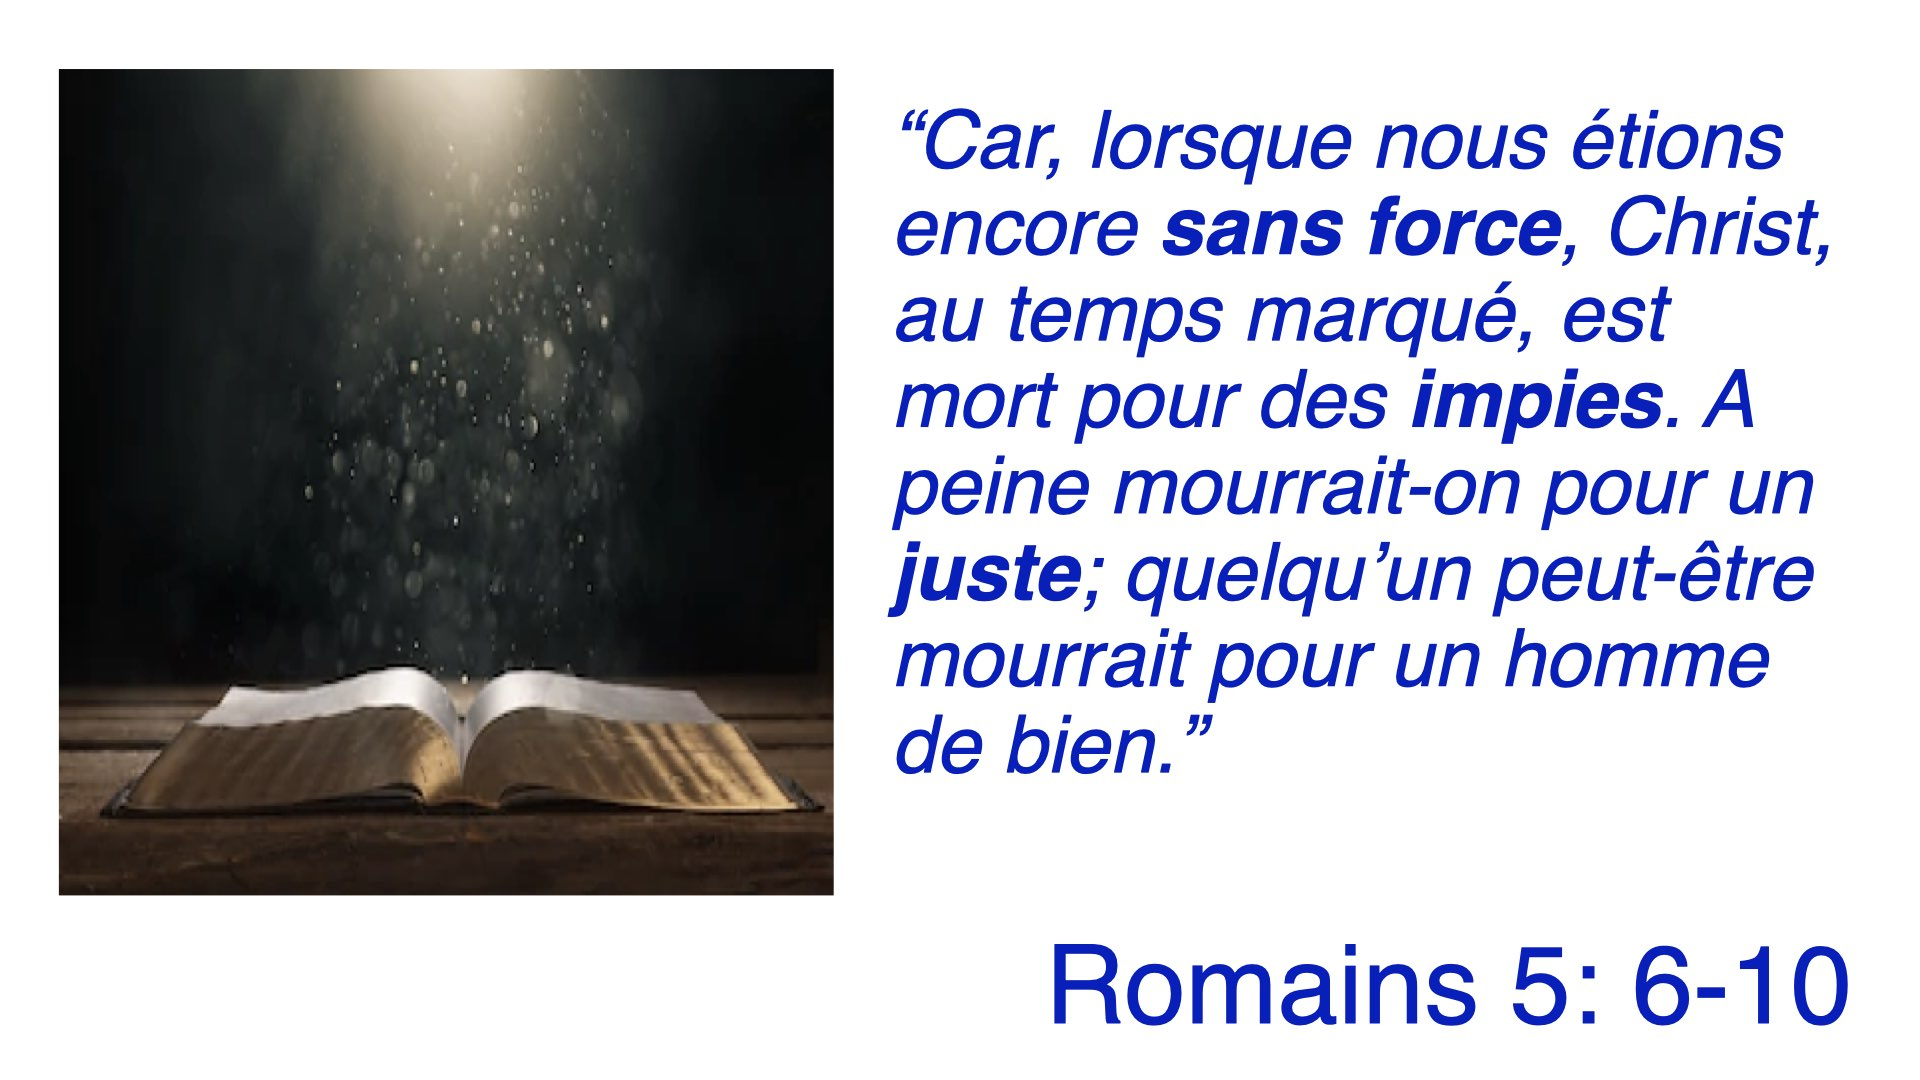 “Car, lorsque nous étions
encore sans force, Christ,
au temps marqué, est
mort pour des impies. A
peine mourrait-on pour un
juste; quelqu’un peut-être
mourrait pour un homme
de bien.”
Romains 5: 6-10